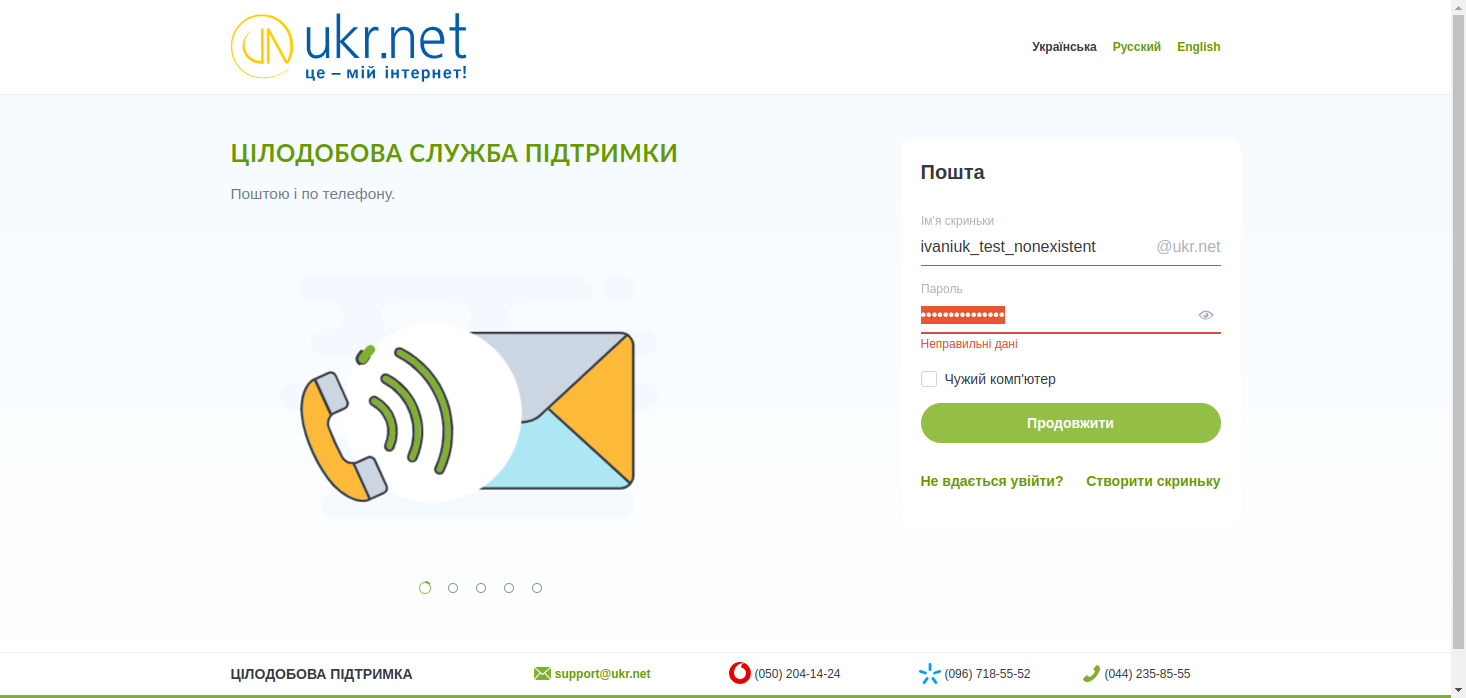 ukr.net
це – мій інтернет!
Українська Русский English
ЦІЛОДОБОВА СЛУЖБА ПІДТРИМКИ
Поштою і по телефону.
Пошта
Ім'я скриньки
ivaniuk_test_nonexistent @ukr.net
Пароль
•••••••••••••••
Неправильні дані
Чужий комп'ютер
Продовжити
Не вдається увійти? Створити скриньку
ЦІЛОДОБОВА ПІДТРИМКА support@ukr.net (050) 204-14-24 (096) 718-55-52 (044) 235-85-55